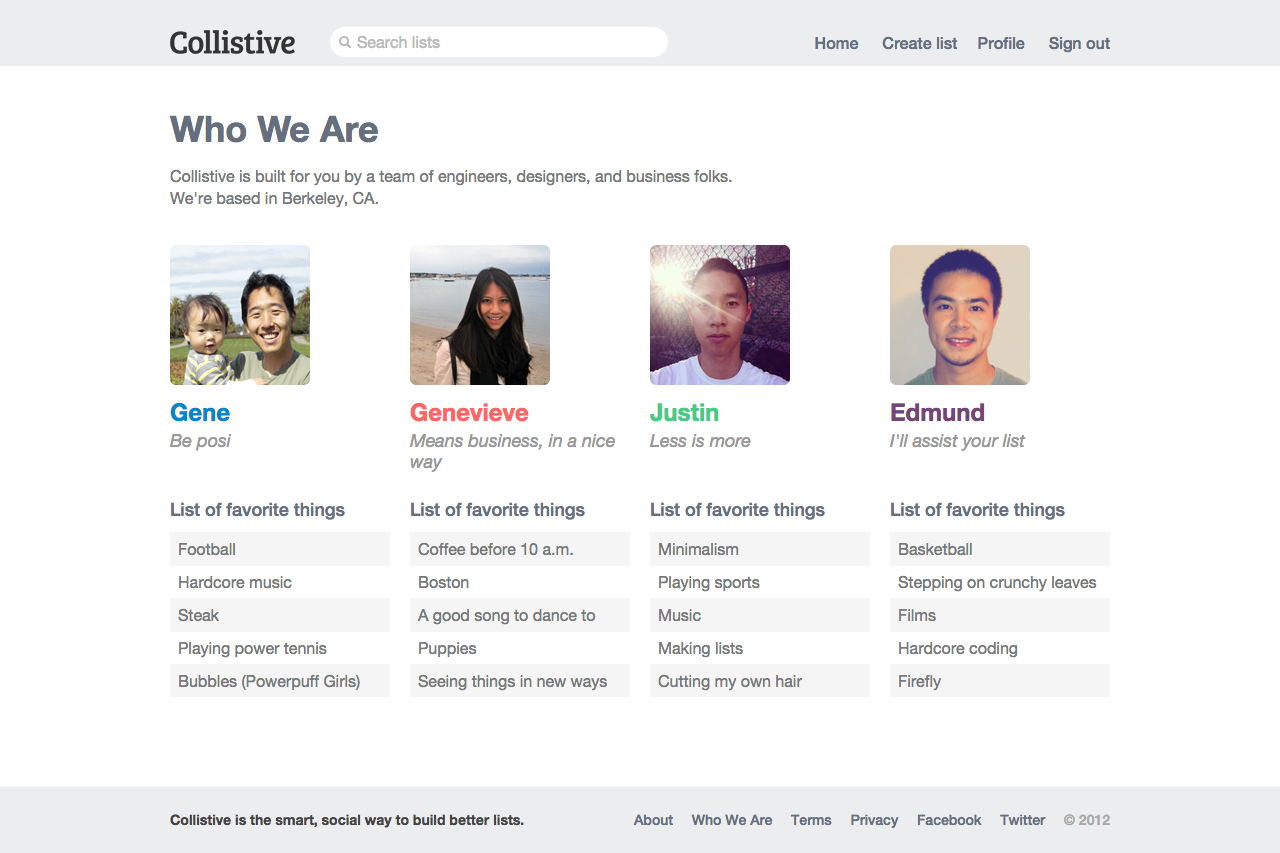 Collistive
Search lists
Home
Create list
Profile
Sign out
Who We Are
Collistive is built for you by a team of engineers, designers, and business folks.
We're based in Berkeley, CA.
Gene
Be posi
List of favorite things
Football
Hardcore music
Steak
Playing power tennis
Bubbles (Powerpuff Girls)
Genevieve
Means business, in a nice
way
List of favorite things
Coffee before 10 a.m.
Boston
A good song to dance to
Puppies
Seeing things in new ways
Justin
Less is more
List of favorite things
Minimalism
Playing sports
Music
Making lists
Cutting my own hair
Edmund
I'll assist your list
List of favorite things
Basketball
Stepping on crunchy leaves
Films
Hardcore coding
Firefly
Collistive is the smart, social way to build better lists.
About
Who We Are
Terms
Privacy
Facebook
Twitter
© 2012